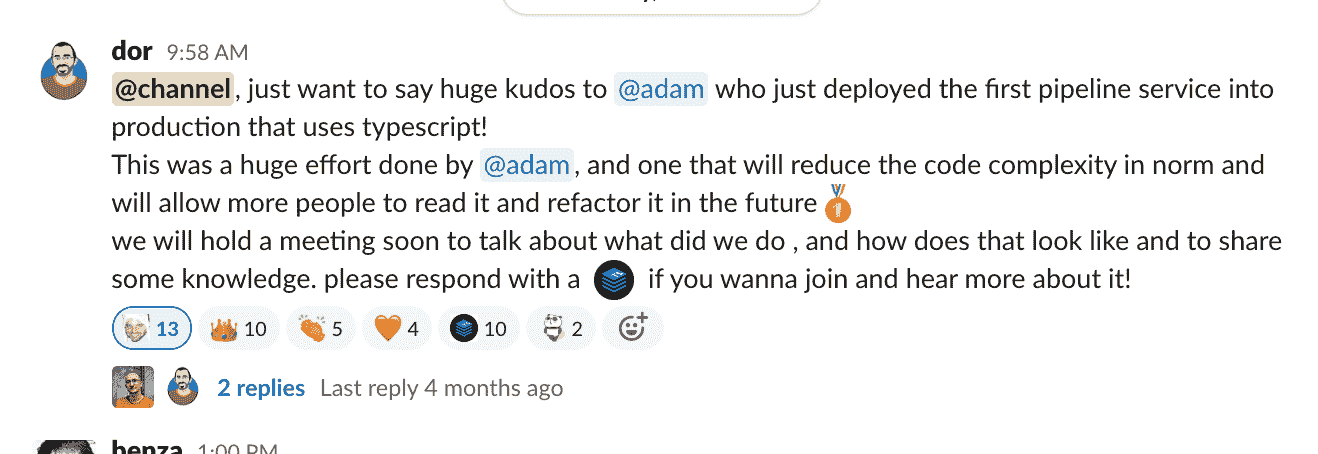 dor 9:58 AM
@channel, just want to say huge kudos to @adam who just deployed the first pipeline service into
production that uses typescript!
This was a huge effort done by @adam, and one that will reduce the code complexity in norm and
will allow more people to read it and refactor it in the future
we will hold a meeting soon to talk about what did we do , and how does that look like and to share
some knowledge. please respond with a if you wanna join and hear more about it!
13 10 5 4 10 2
2 replies Last reply 4 months ago
benza 1:00 PM